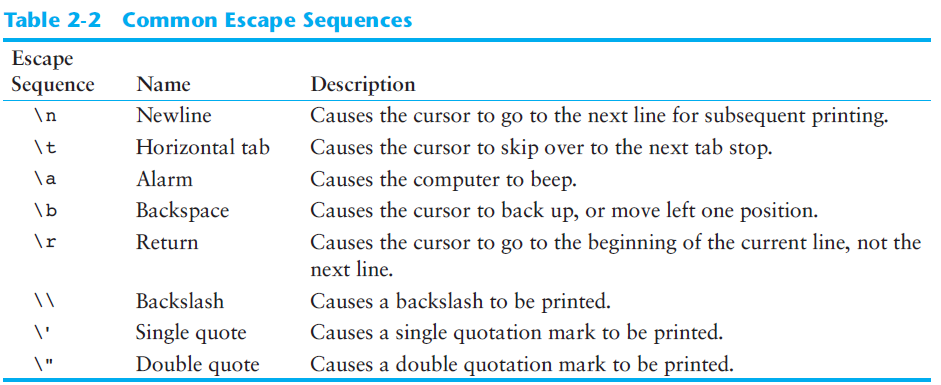 Table 2-2 Common Escape Sequences
Escape
Sequence Name Description
\n Newline Causes the cursor to go to the next line for subsequent printing.
\t Horizontal tab Causes the cursor to skip over to the next tab stop.
\a Alarm Causes the computer to beep.
\b Backspace Causes the cursor to back up, or move left one position.
\r Return Causes the cursor to go to the beginning of the current line, not the
next line.
\\ Backslash Causes a backslash to be printed.
\' Single quote Causes a single quotation mark to be printed.
\" Double quote Causes a double quotation mark to be printed.